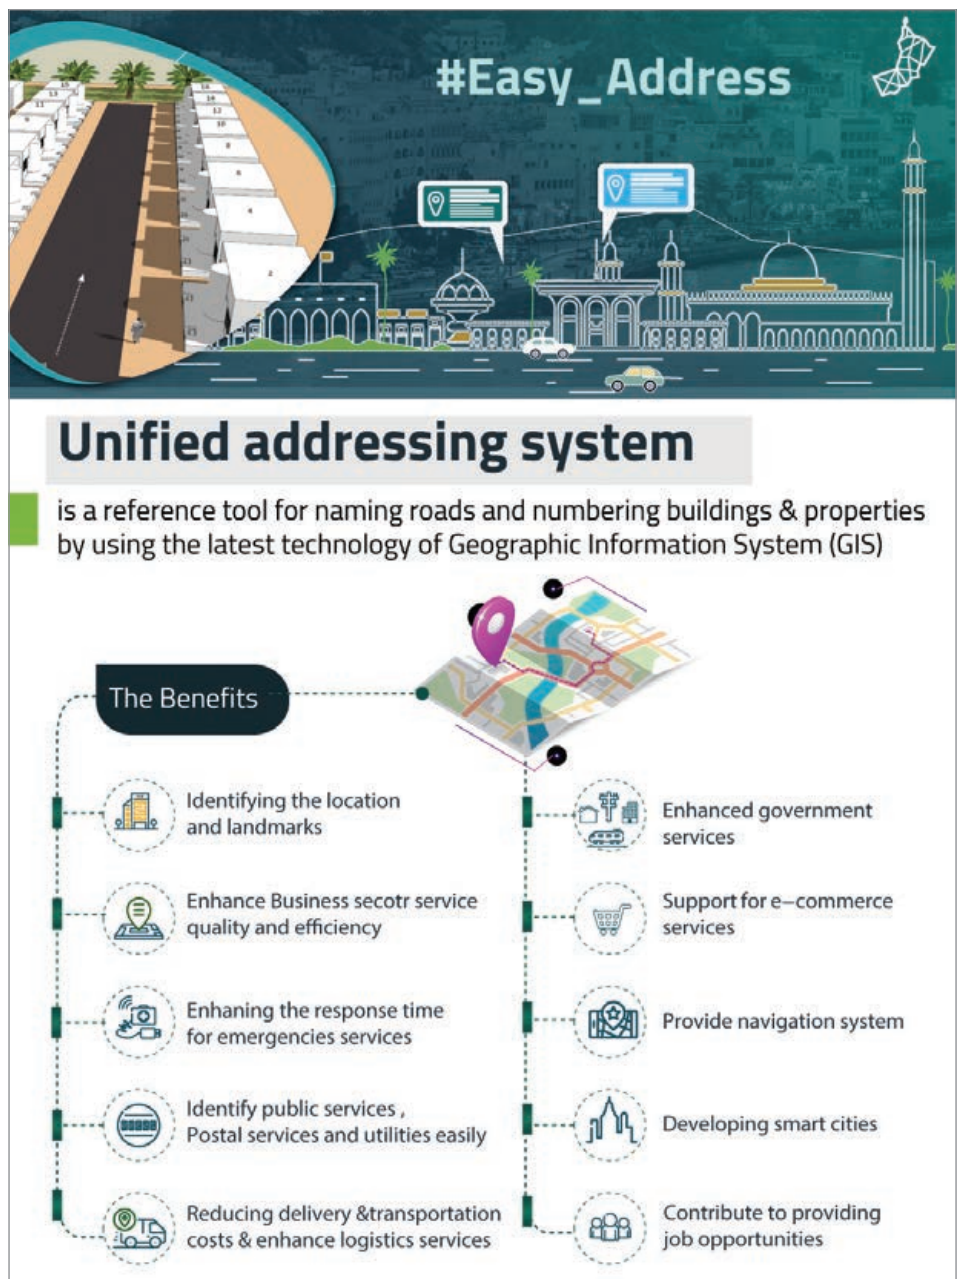 #Easy_Address
Unified addressing system
is a reference tool for naming roads and numbering buildings & properties
by using the latest technology of Geographic Information System (GIS)
The Benefits
Identifying the location
and landmarks
Enhance Business secotr service
quality and efficiency
Enhaning the response time
for emergencies services
Identify public services ,
Postal services and utilities easily
Reducing delivery &transportation
costs & enhance logistics services
Enhanced government
services
Support for e–commerce
services
Provide navigation system
Developing smart cities
Contribute to providing
job opportunities